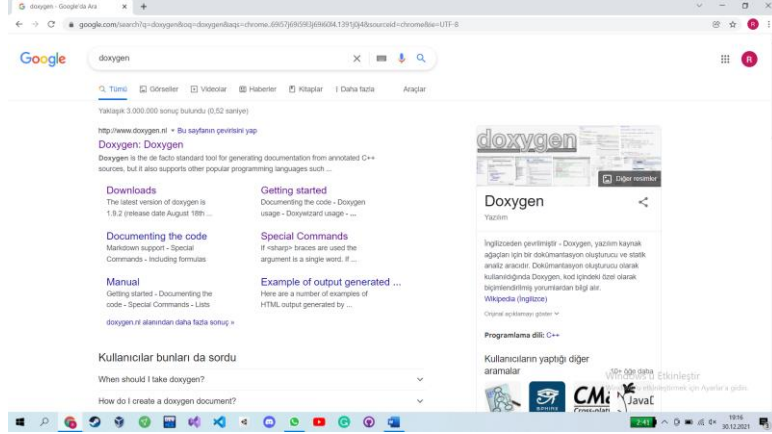 doxygen - Google'da Ara
google.com/search?q=doxygen&oq=doxygen&aqs=chrome..69i57j69i59l3j69i60l4.1391j0j4&sourceid=chrome&ie=UTF-8
R
Google
doxygen
R
Tümü Görseller Videolar Haberler Kitaplar Daha fazla Araçlar
Yaklaşık 3.000.000 sonuç bulundu (0,52 saniye)
http://www.doxygen.nl Bu sayfanın çevirisini yap
Doxygen: Doxygen
Doxygen is the de facto standard tool for generating documentation from annotated C++
sources, but it also supports other popular programming languages such ...
Downloads
The latest version of doxygen is
1.9.2 (release date August 18th ...
Getting started
Documenting the code - Doxygen
usage - Doxywizard usage - ...
Documenting the code
Markdown support - Special
Commands - Including formulas
Special Commands
If <sharp> braces are used the
argument is a single word. If ...
Manual
Getting started - Documenting the
code - Special Commands - Lists
Example of output generated ...
Here are a number of examples of
HTML output generated by ...
doxygen.nl alanından daha fazla sonuç »
Kullanıcılar bunları da sordu
When should I take doxygen?
How do I create a doxygen document?
doxygen
Diğer resimler
Doxygen
Yazılım
İngilizceden çevrilmiştir - Doxygen, yazılım kaynak
ağaçları için bir dokümantasyon oluşturucu ve statik
analiz aracıdır. Dokümantasyon oluşturucu olarak
kullanıldığında Doxygen, kod içindeki özel olarak
biçimlendirilmiş yorumlardan bilgi alır.
Wikipedia (İngilizce)
Orijinal açıklamayı göster
Programlama dili: C++
Kullanıcıların yaptığı diğer
aramalar
10+ öğe daha
SPHINX
Cross-platf
JavaD
Windows'u Etkinleştir
2:41
19:16
30.12.2021